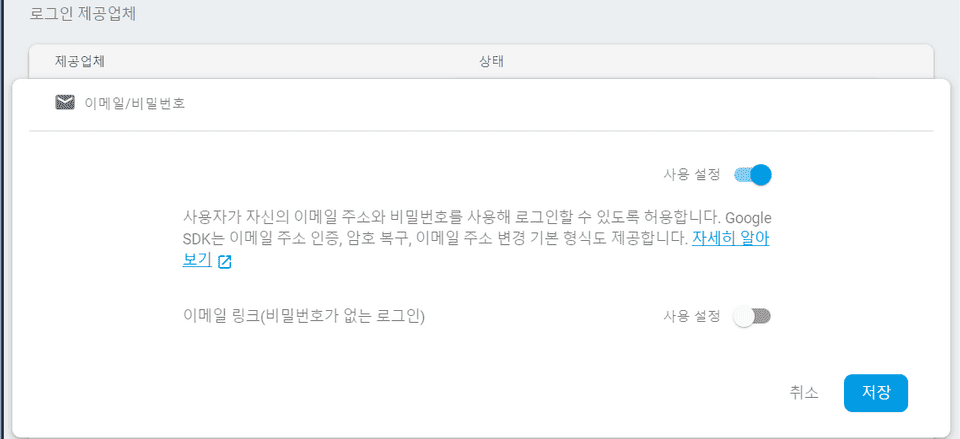 로그인 제공업체
제공업체 상태
이메일/비밀번호
사용 설정
사용자가 자신의 이메일 주소와 비밀번호를 사용해 로그인할 수 있도록 허용합니다. Google
SDK는 이메일 주소 인증, 암호 복구, 이메일 주소 변경 기본 형식도 제공합니다. 자세히 알아
보기
이메일 링크(비밀번호가 없는 로그인) 사용 설정
취소 저장